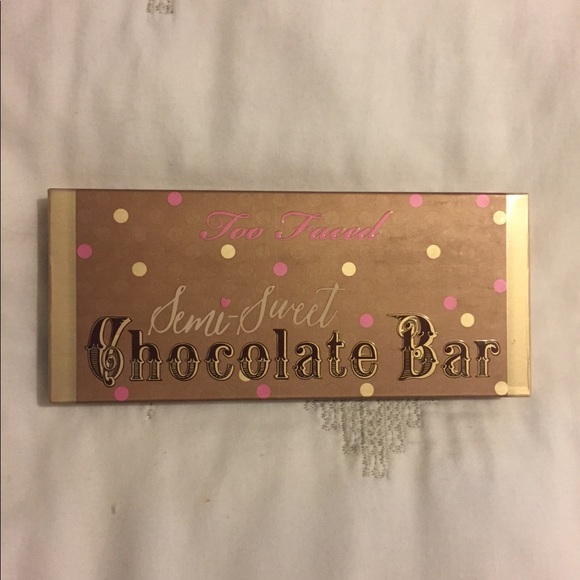 Too Faced
Semi-Sweet
Chocolate Bar